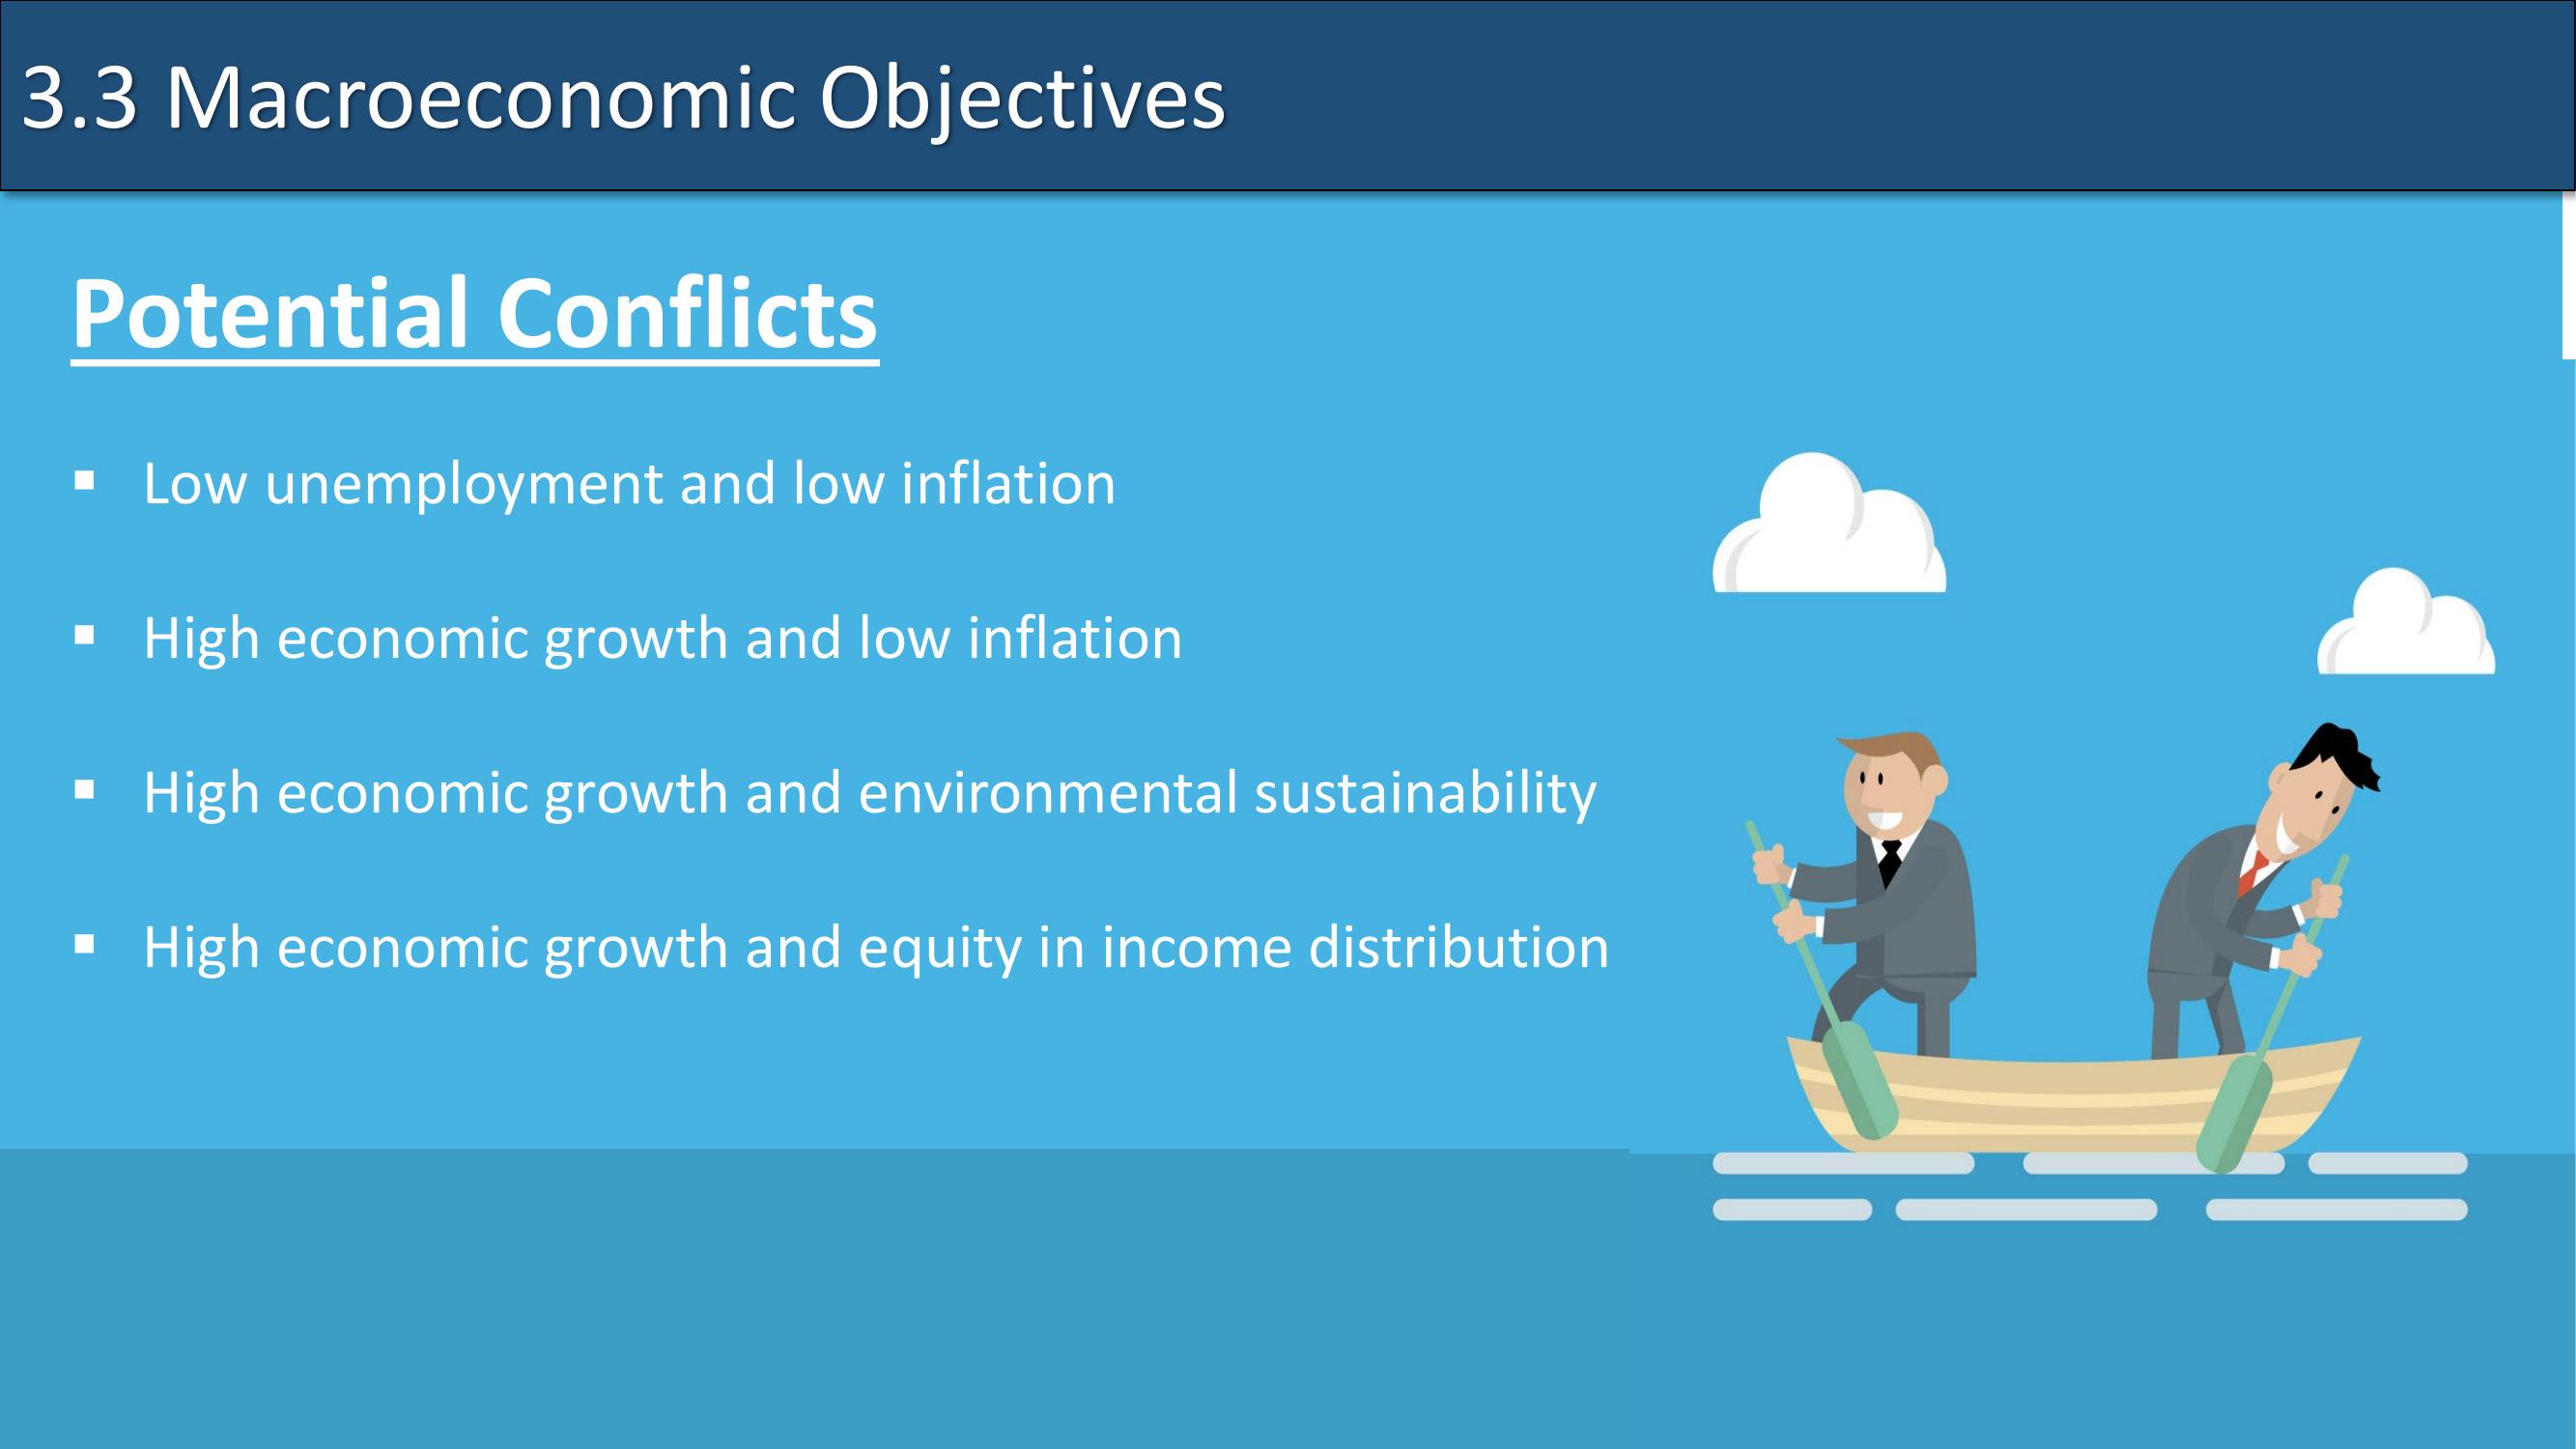 3.3 Macroeconomic Objectives
Potential Conflicts
▪ Low unemployment and low inflation
▪ High economic growth and low inflation
▪ High economic growth and environmental sustainability
▪ High economic growth and equity in income distribution